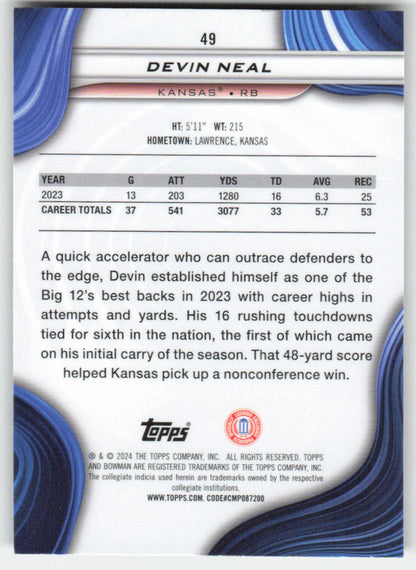 49
DEVIN NEAL
KANSAS® • RB
HT: 5'11" WT: 215
HOMETOWN: LAWRENCE, KANSAS
YEAR G ATT YDS TD AVG REC
2023 13 203 1280 16 6.3 25
CAREER TOTALS 37 541 3077 33 5.7 53
A quick accelerator who can outrace defenders to
the edge, Devin established himself as one of the
Big 12's best backs in 2023 with career highs in
attempts and yards. His 16 rushing touchdowns
tied for sixth in the nation, the first of which came
on his initial carry of the season. That 48-yard score
helped Kansas pick up a nonconference win.
TOPPS®
® & © 2024 THE TOPPS COMPANY, INC. ALL RIGHTS RESERVED. TOPPS
AND BOWMAN ARE REGISTERED TRADEMARKS OF THE TOPPS COMPANY, INC.
The collegiate indicia used herein are trademarks owned by the respective
collegiate institutions.
WWW.TOPPS.COM. CODE#CMP087200